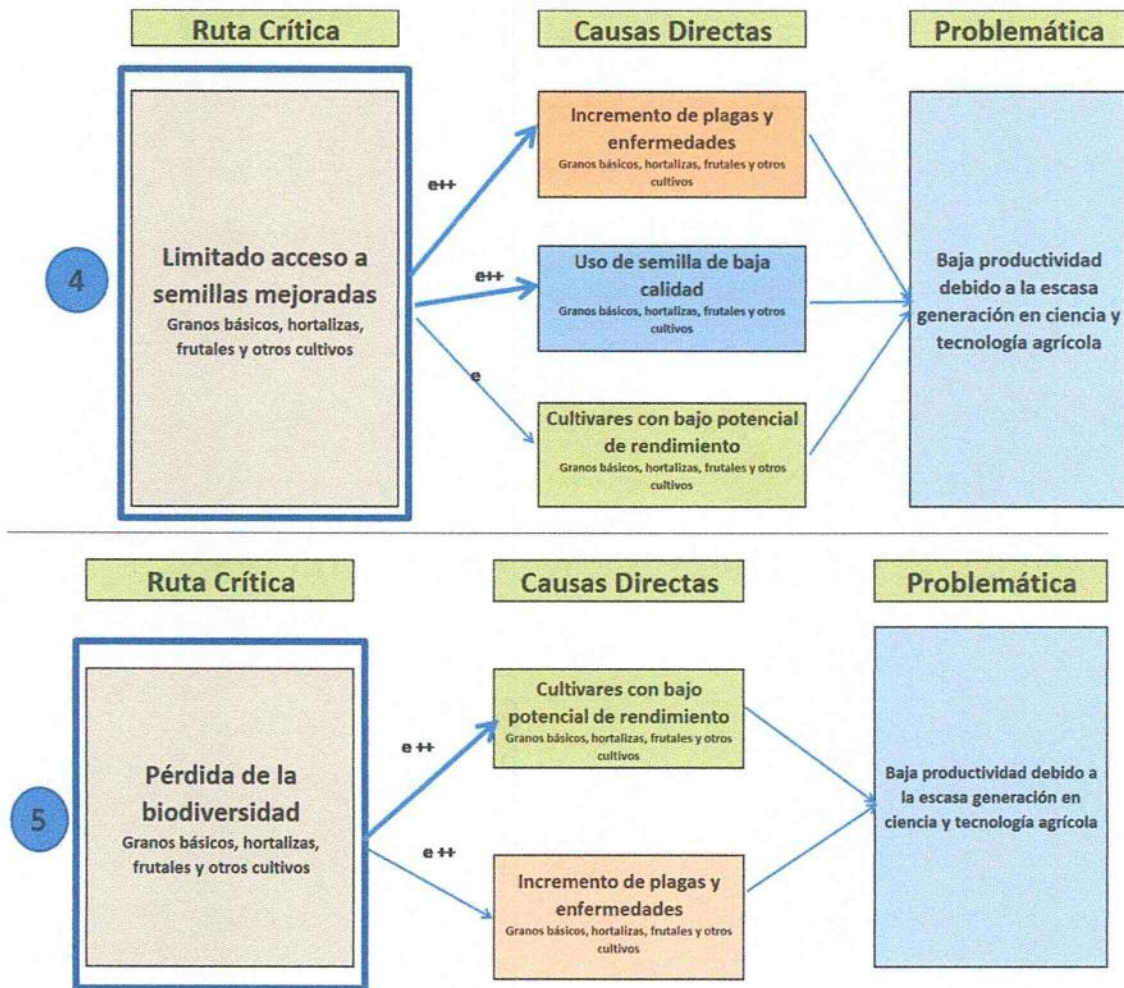 Ruta Crítica
Causas Directas
Problemática
4
Limitado acceso a
semillas mejoradas
Granos básicos, hortalizas,
frutales y otros cultivos
e++
e++
e
Incremento de plagas y
enfermedades
Granos básicos, hortalizas, frutales y otros
cultivos
Uso de semilla de baja
calidad
Granos básicos, hortalizas, frutales y otros
cultivos
Cultivares con bajo potencial
de rendimiento
Granos básicos, hortalizas, frutales y otros
cultivos
Baja productividad
debido a la escasa
generación en ciencia y
tecnología agrícola
Ruta Crítica
Causas Directas
Problemática
5
Pérdida de la
biodiversidad
Granos básicos, hortalizas,
frutales y otros cultivos
e ++
e ++
Cultivares con bajo
potencial de rendimiento
Granos básicos, hortalizas, frutales y otros
cultivos
Incremento de plagas y
enfermedades
Granos básicos, hortalizas, frutales y otros
cultivos
Baja productividad debido a
la escasa generación en
ciencia y tecnología agrícola